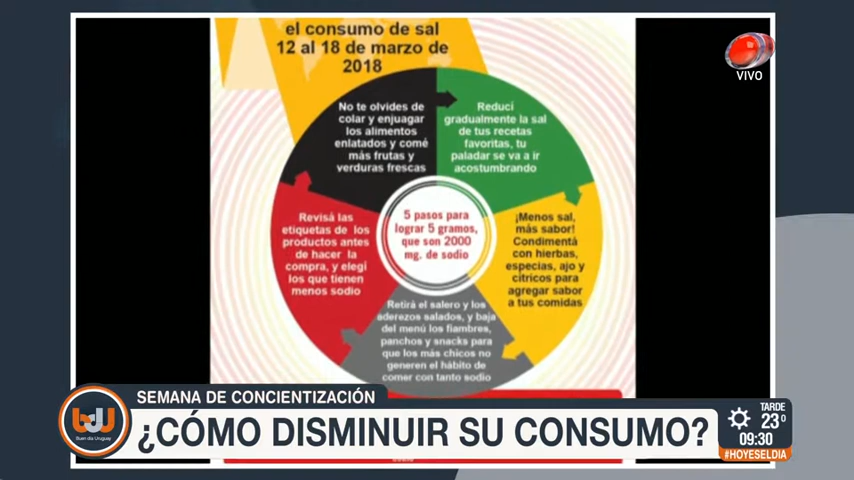 el consumo de sal
12 al 18 de marzo de
2018
VIVO
No te olvides de
colar y enjuagar
los alimentos
enlatados y comé
más frutas y
verduras frescas
Reducí
gradualmente la sal
de tus recetas
favoritas, tu
paladar se va a ir
acostumbrando
Revisá las
etiquetas de los
productos antes
de hacer la
compra, y elegí
los que tienen
menos sodio
5 pasos para
lograr 5 gramos,
que son 2000
mg. de sodio
¡Menos sal,
más sabor!
Condimentá
con hierbas,
especias, ajo y
cítricos para
agregar sabor
a tus comidas
Retirá el salero y los
aderezos salados, y baja
del menú los fiambres,
panchos y snacks para
que los más chicos no
generen el hábito de
comer con tanto sodio
SEMANA DE CONCIENTIZACIÓN
¿CÓMO DISMINUIR SU CONSUMO?
bdu
Buen día Uruguay
TARDE
23º
09:30
#HOYESELDIA